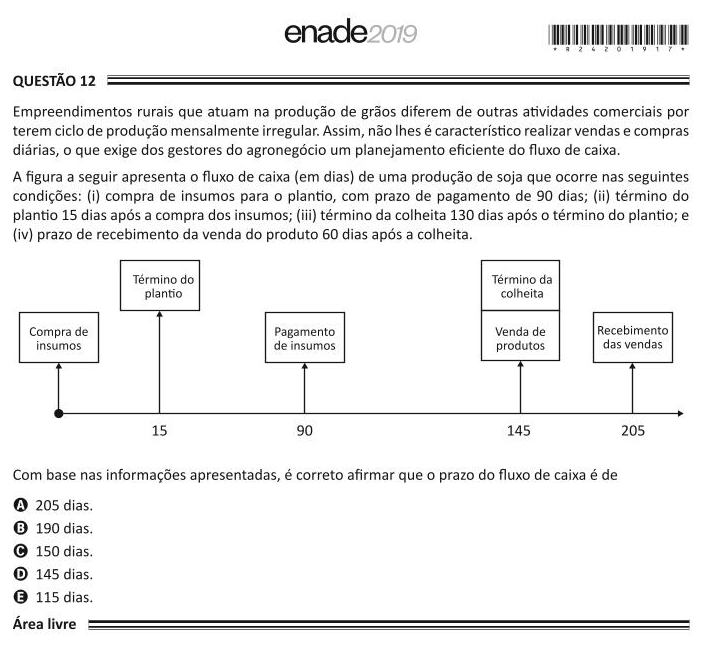 enade2019
*R2420191 7*
QUESTÃO 12
Empreendimentos rurais que atuam na produção de grãos diferem de outras atividades comerciais por
terem ciclo de produção mensalmente irregular. Assim, não lhes é característico realizar vendas e compras
diárias, o que exige dos gestores do agronegócio um planejamento eficiente do fluxo de caixa.
A figura a seguir apresenta o fluxo de caixa (em dias) de uma produção de soja que ocorre nas seguintes
condições: (i) compra de insumos para o plantio, com prazo de pagamento de 90 dias; (ii) término do
plantio 15 dias após a compra dos insumos; (iii) término da colheita 130 dias após o término do plantio; e
(iv) prazo de recebimento da venda do produto 60 dias após a colheita.
Compra de
insumos
Término do
plantio
Pagamento
de insumos
Término da
colheita
Venda de
produtos
Recebimento
das vendas
15
90
145
205
Com base nas informações apresentadas, é correto afirmar que o prazo do fluxo de caixa é de
A 205 dias.
B 190 dias.
C 150 dias.
D 145 dias.
E 115 dias.
Área livre